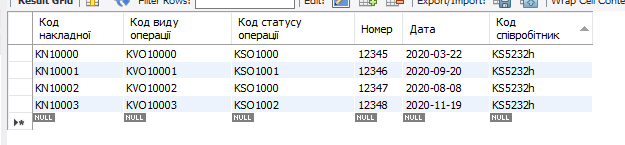 Result Grid Filter Rows: Edit: Export/Import: Wrap Cell Conte
Код накладної Код виду операції Код статусу операції Номер Дата Код співробітник
KN10000 KVO10000 KSO1000 12345 2020-03-22 KS5232h
KN10001 KVO10001 KSO1001 12346 2020-09-20 KS5232h
KN10002 KVO10002 KSO1000 12347 2020-08-08 KS5232h
KN10003 KVO10003 KSO1002 12348 2020-11-19 KS5232h
NULL NULL NULL NULL NULL NULL